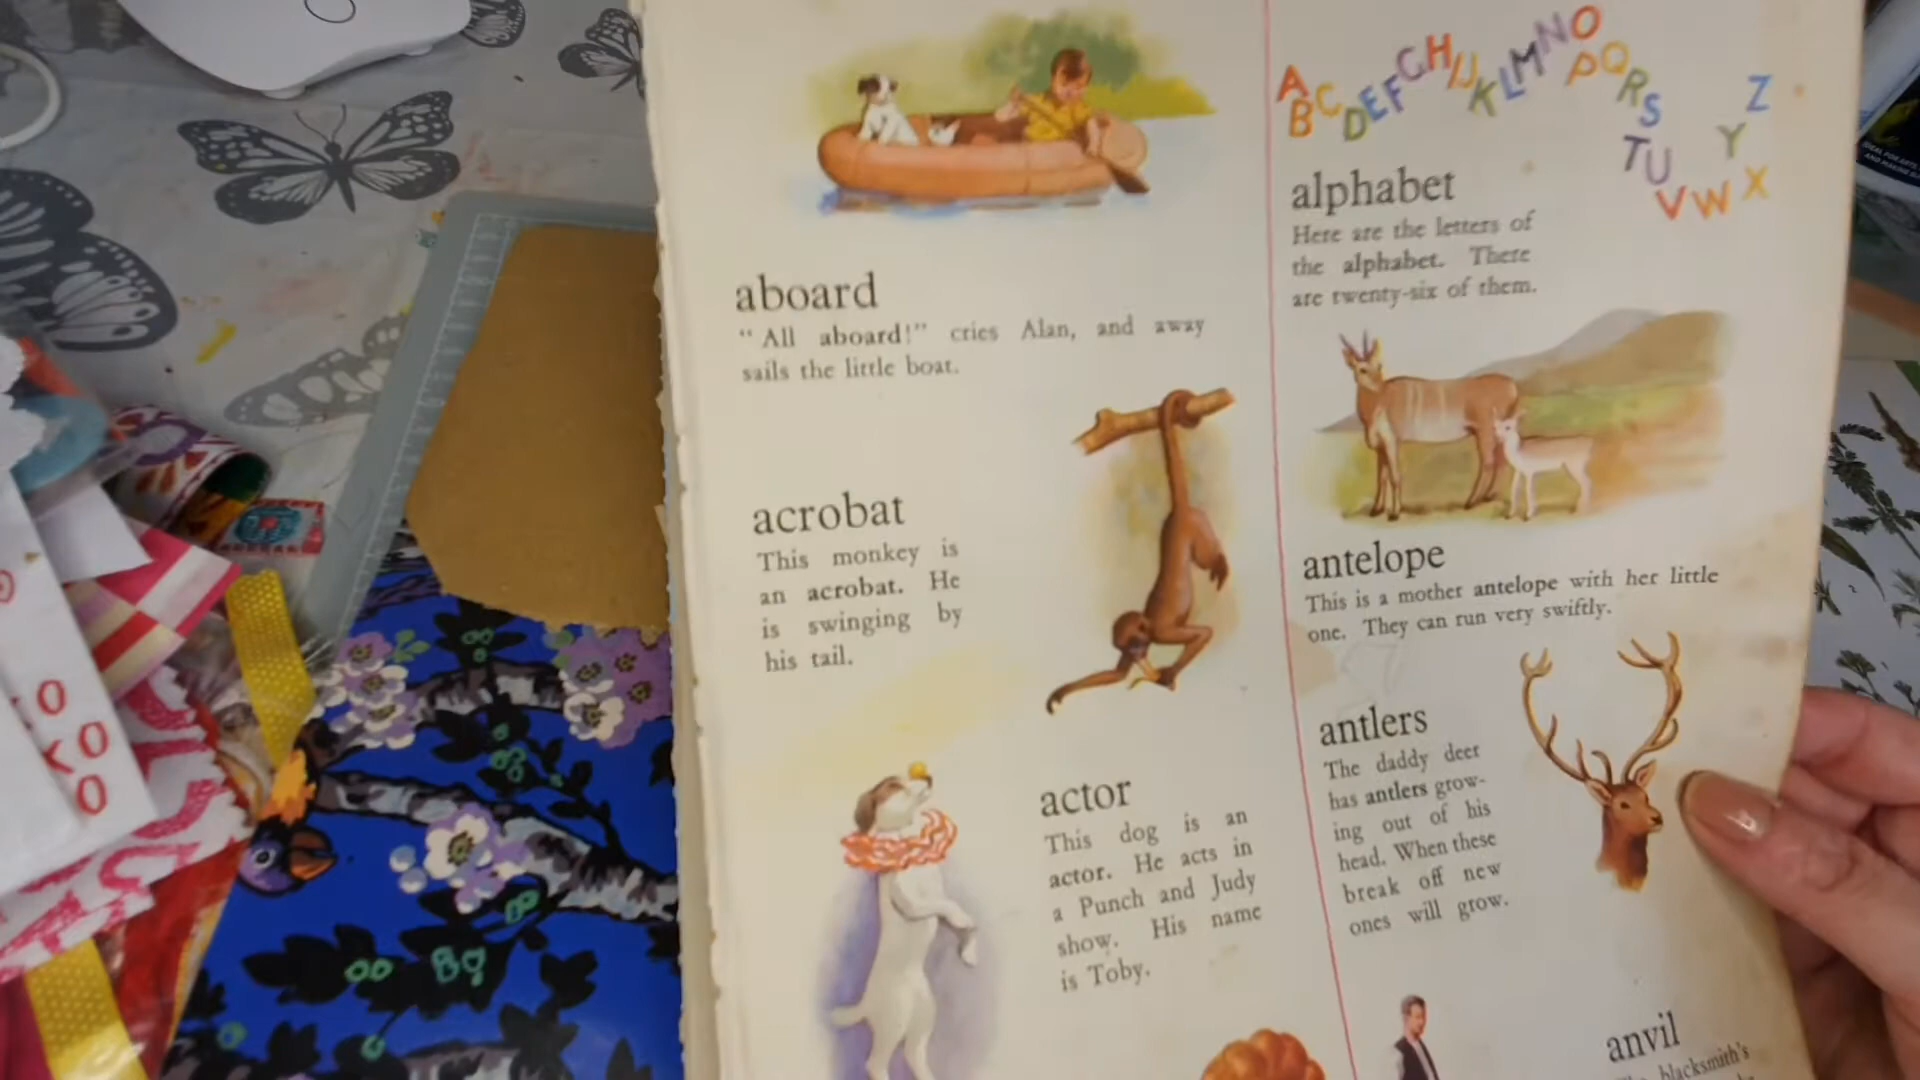 aboard
“All aboard!” cries Alan, and away
sails the little boat.
acrobat
This monkey is
an acrobat. He
is swinging by
his tail.
actor
This dog is an
actor. He acts in
a Punch and Judy
show. His name
is Toby.
A B C D E F G H I J K L M N O P Q R S T U V W X Y Z
alphabet
Here are the letters of
the alphabet. There
are twenty-six of them.
antelope
This is a mother antelope with her little
one. They can run very swiftly.
antlers
The daddy deer
has antlers grow-
ing out of his
head. When these
break off new
ones will grow.
anvil
blacksmith's